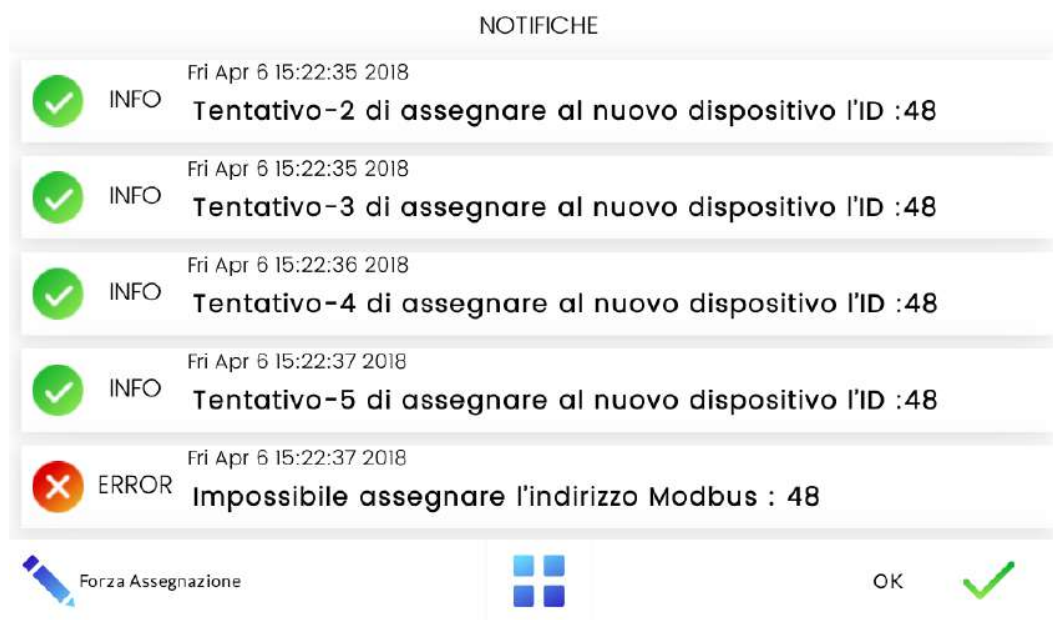 NOTIFICHE
Fri Apr 6 15:22:35 2018
INFO
Tentativo-2 di assegnare al nuovo dispositivo l'ID :48
Fri Apr 6 15:22:35 2018
INFO
Tentativo-3 di assegnare al nuovo dispositivo l'ID :48
Fri Apr 6 15:22:36 2018
INFO
Tentativo-4 di assegnare al nuovo dispositivo l'ID :48
Fri Apr 6 15:22:37 2018
INFO
Tentativo-5 di assegnare al nuovo dispositivo l'ID :48
Fri Apr 6 15:22:37 2018
ERROR
Impossibile assegnare l'indirizzo Modbus : 48
Forza Assegnazione
OK